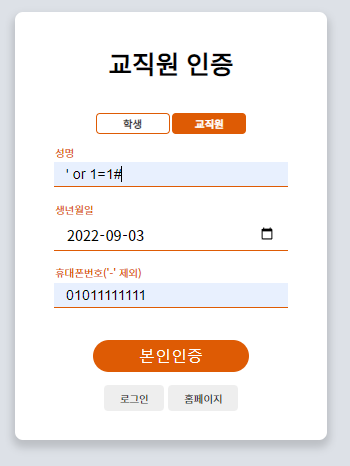 교직원 인증
학생 교직원
성명
' or 1=1#
생년월일
2022-09-03
휴대폰번호('-' 제외)
01011111111
본인인증
로그인 홈페이지